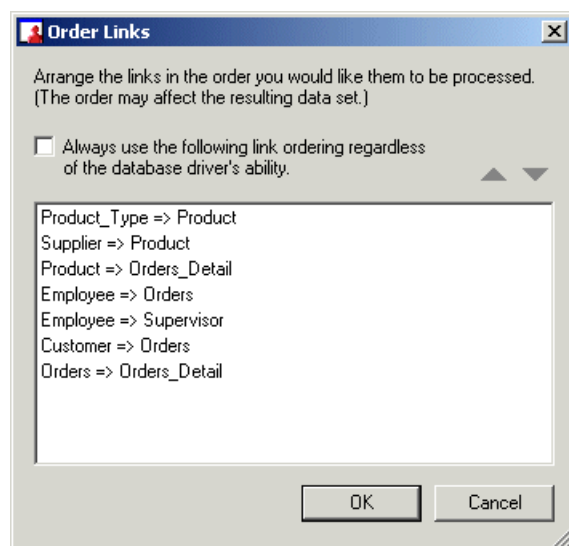 Order Links
Arrange the links in the order you would like them to be processed.
(The order may affect the resulting data set.)
Always use the following link ordering regardless
of the database driver's ability.
Product_Type => Product
Supplier => Product
Product => Orders_Detail
Employee => Orders
Employee => Supervisor
Customer => Orders
Orders => Orders_Detail
OK
Cancel